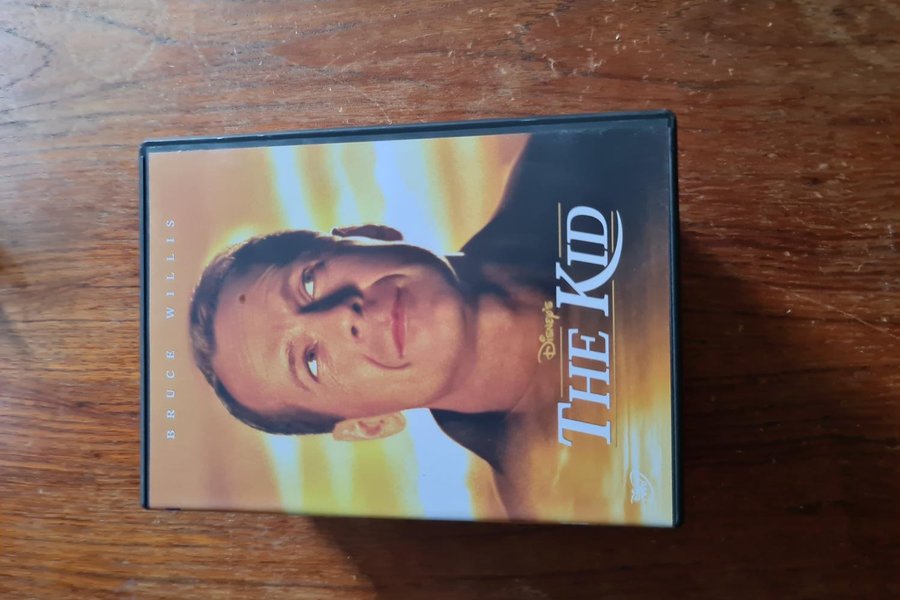 BRUCE WILLIS
DISNEY'S
THE KID